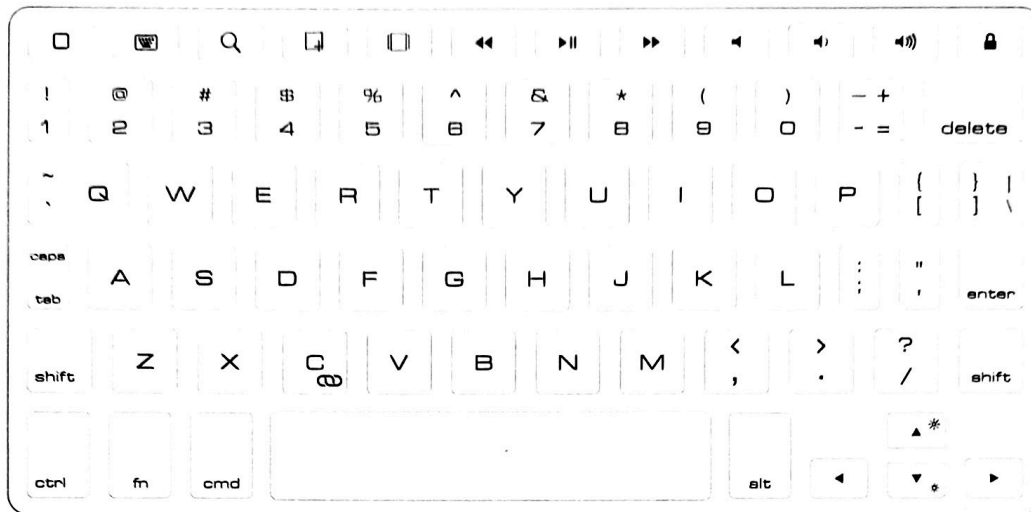 ! @ # $ % ^ & * ( ) — +
1 2 3 4 5 6 7 8 9 0 - = delete
~ { } |
` Q W E R T Y U I O P [ ] \
caps : "
A S D F G H J K L
tab ; ' enter
< > ?
Z X C V B N M
shift , . / shift
ctrl fn cmd alt